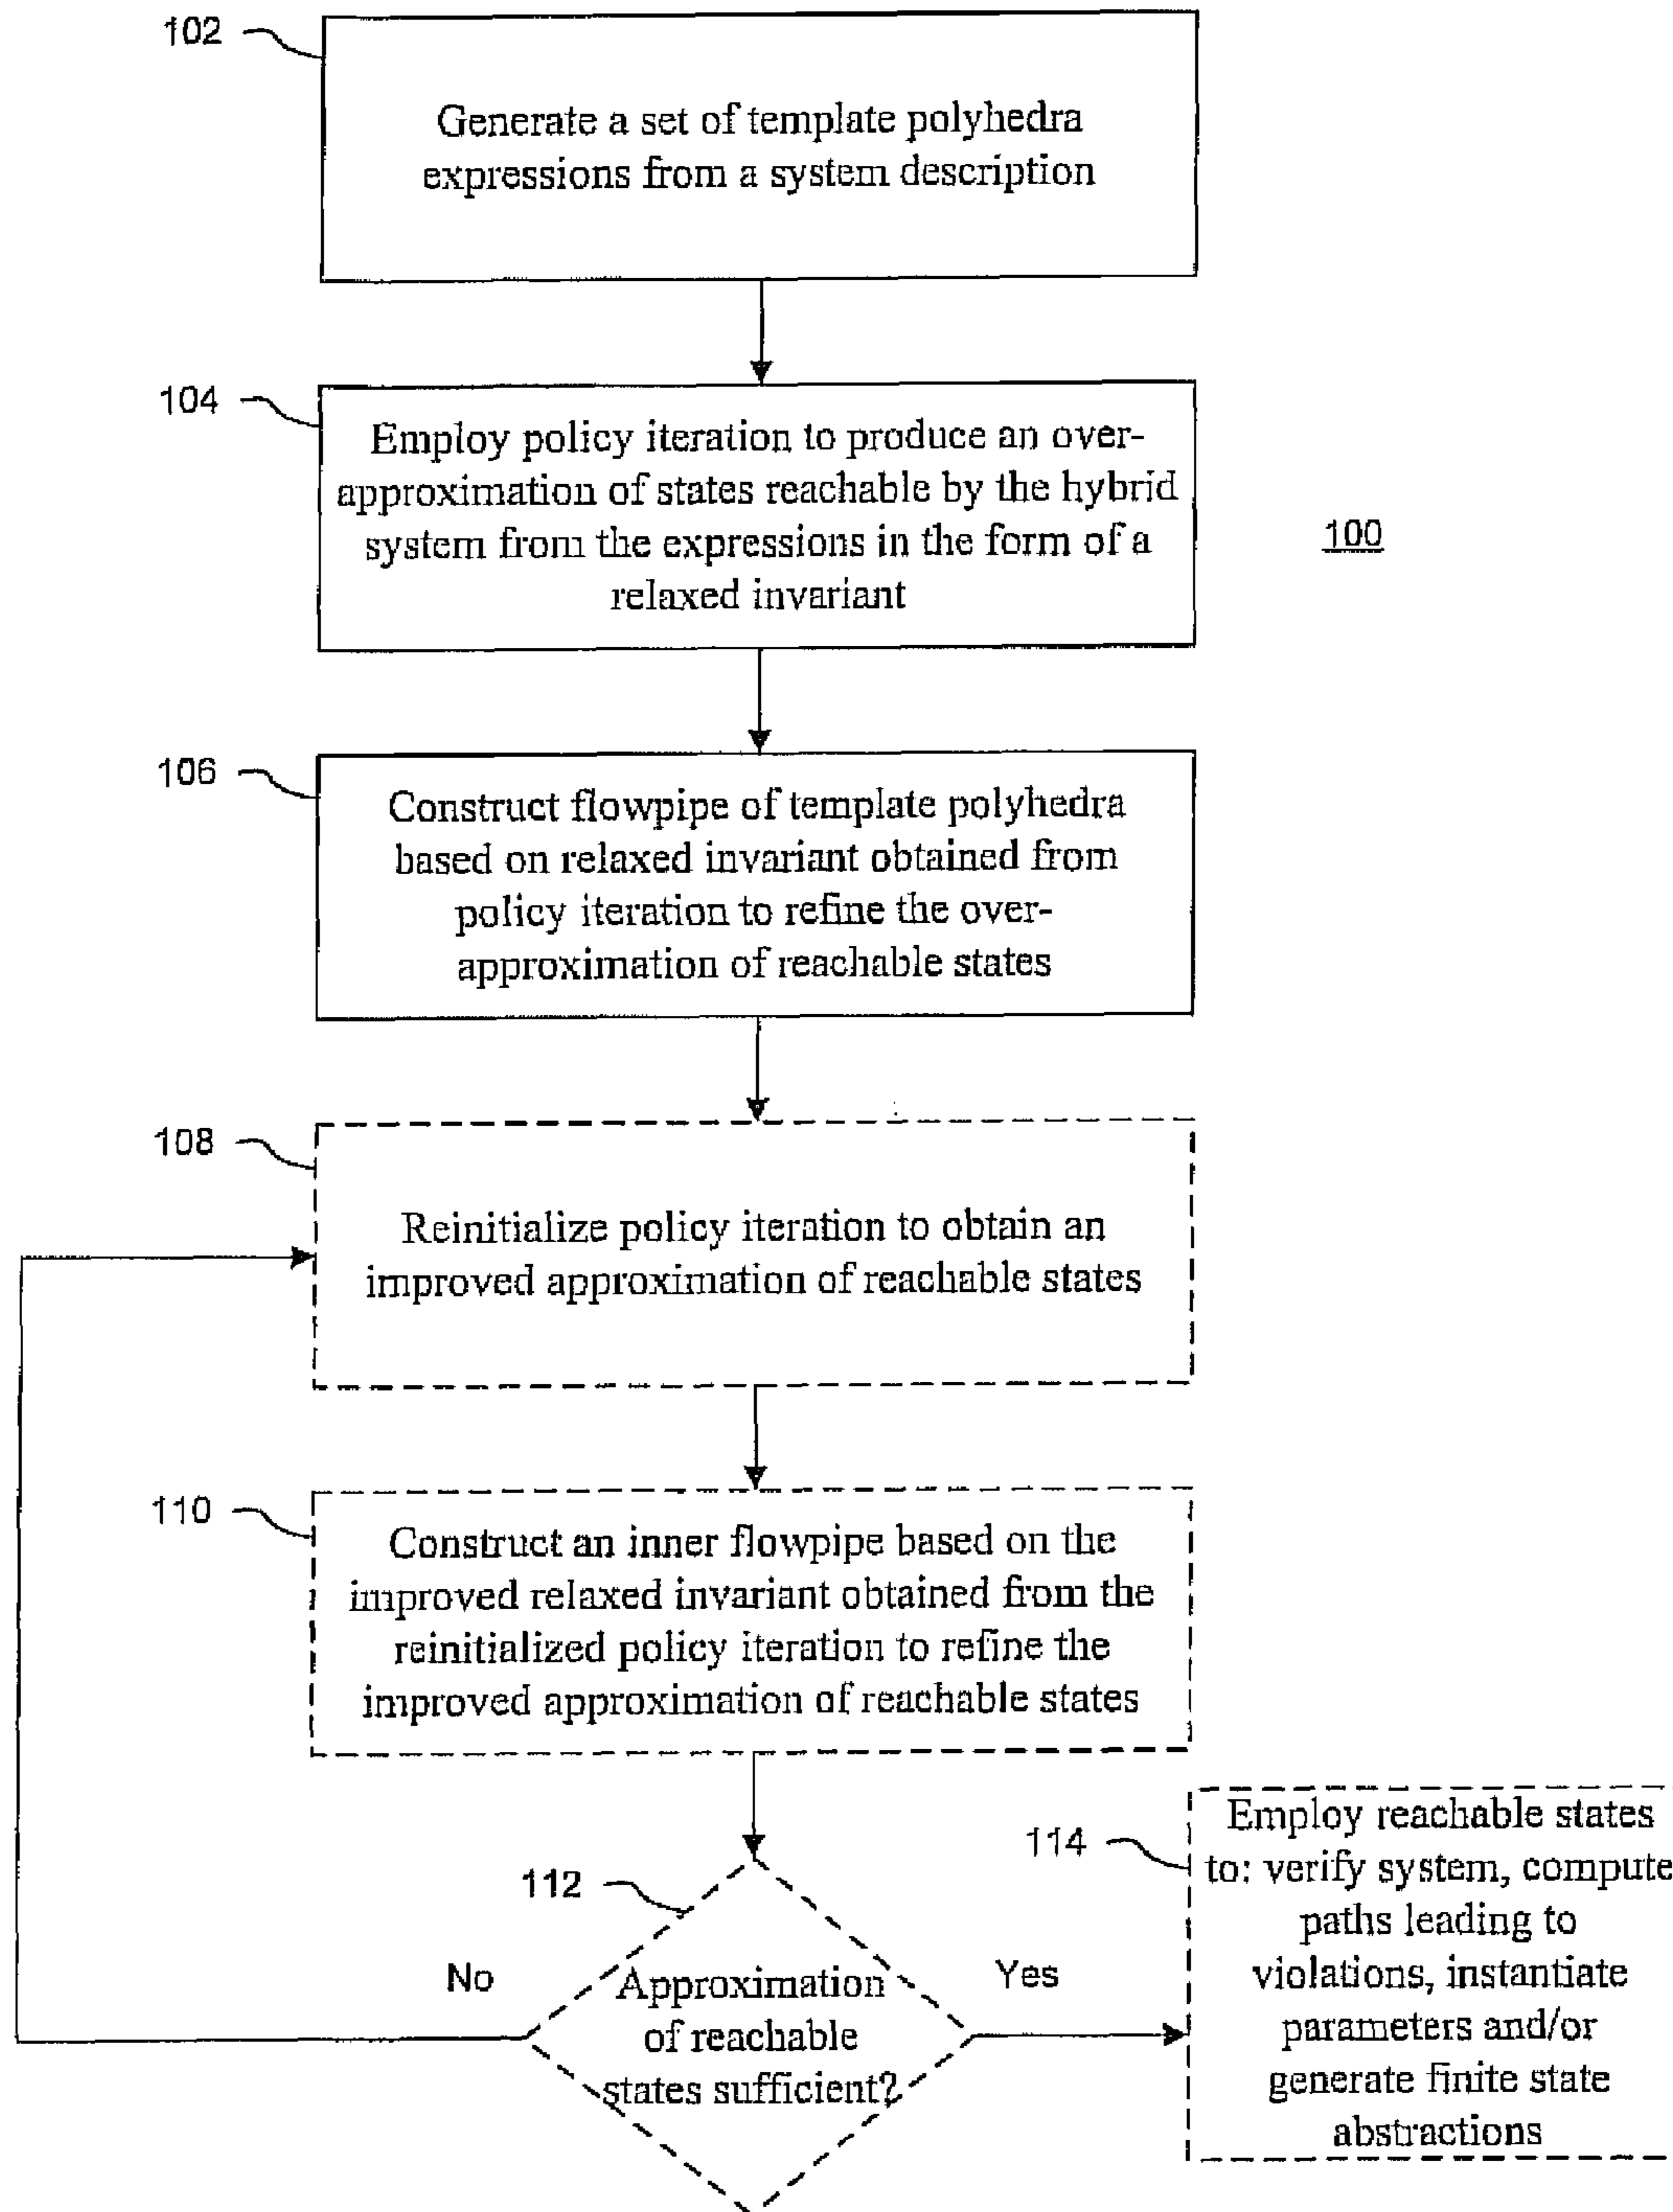 102
Generate a set of template polyhedra
expressions from a system description
104
Employ policy iteration to produce an over-
approximation of states reachable by the hybrid
system from the expressions in the form of a
relaxed invariant
100
106
Construct flowpipe of template polyhedra
based on relaxed invariant obtained from
policy iteration to refine the over-
approximation of reachable states
108
Reinitialize policy iteration to obtain an
improved approximation of reachable states
110
Construct an inner flowpipe based on the
improved relaxed invariant obtained from the
reinitialized policy iteration to refine the
improved approximation of reachable states
112
No
Approximation
of reachable
states sufficient?
Yes
114
Employ reachable states
to: verify system, compute
paths leading to
violations, instantiate
parameters and/or
generate finite state
abstractions